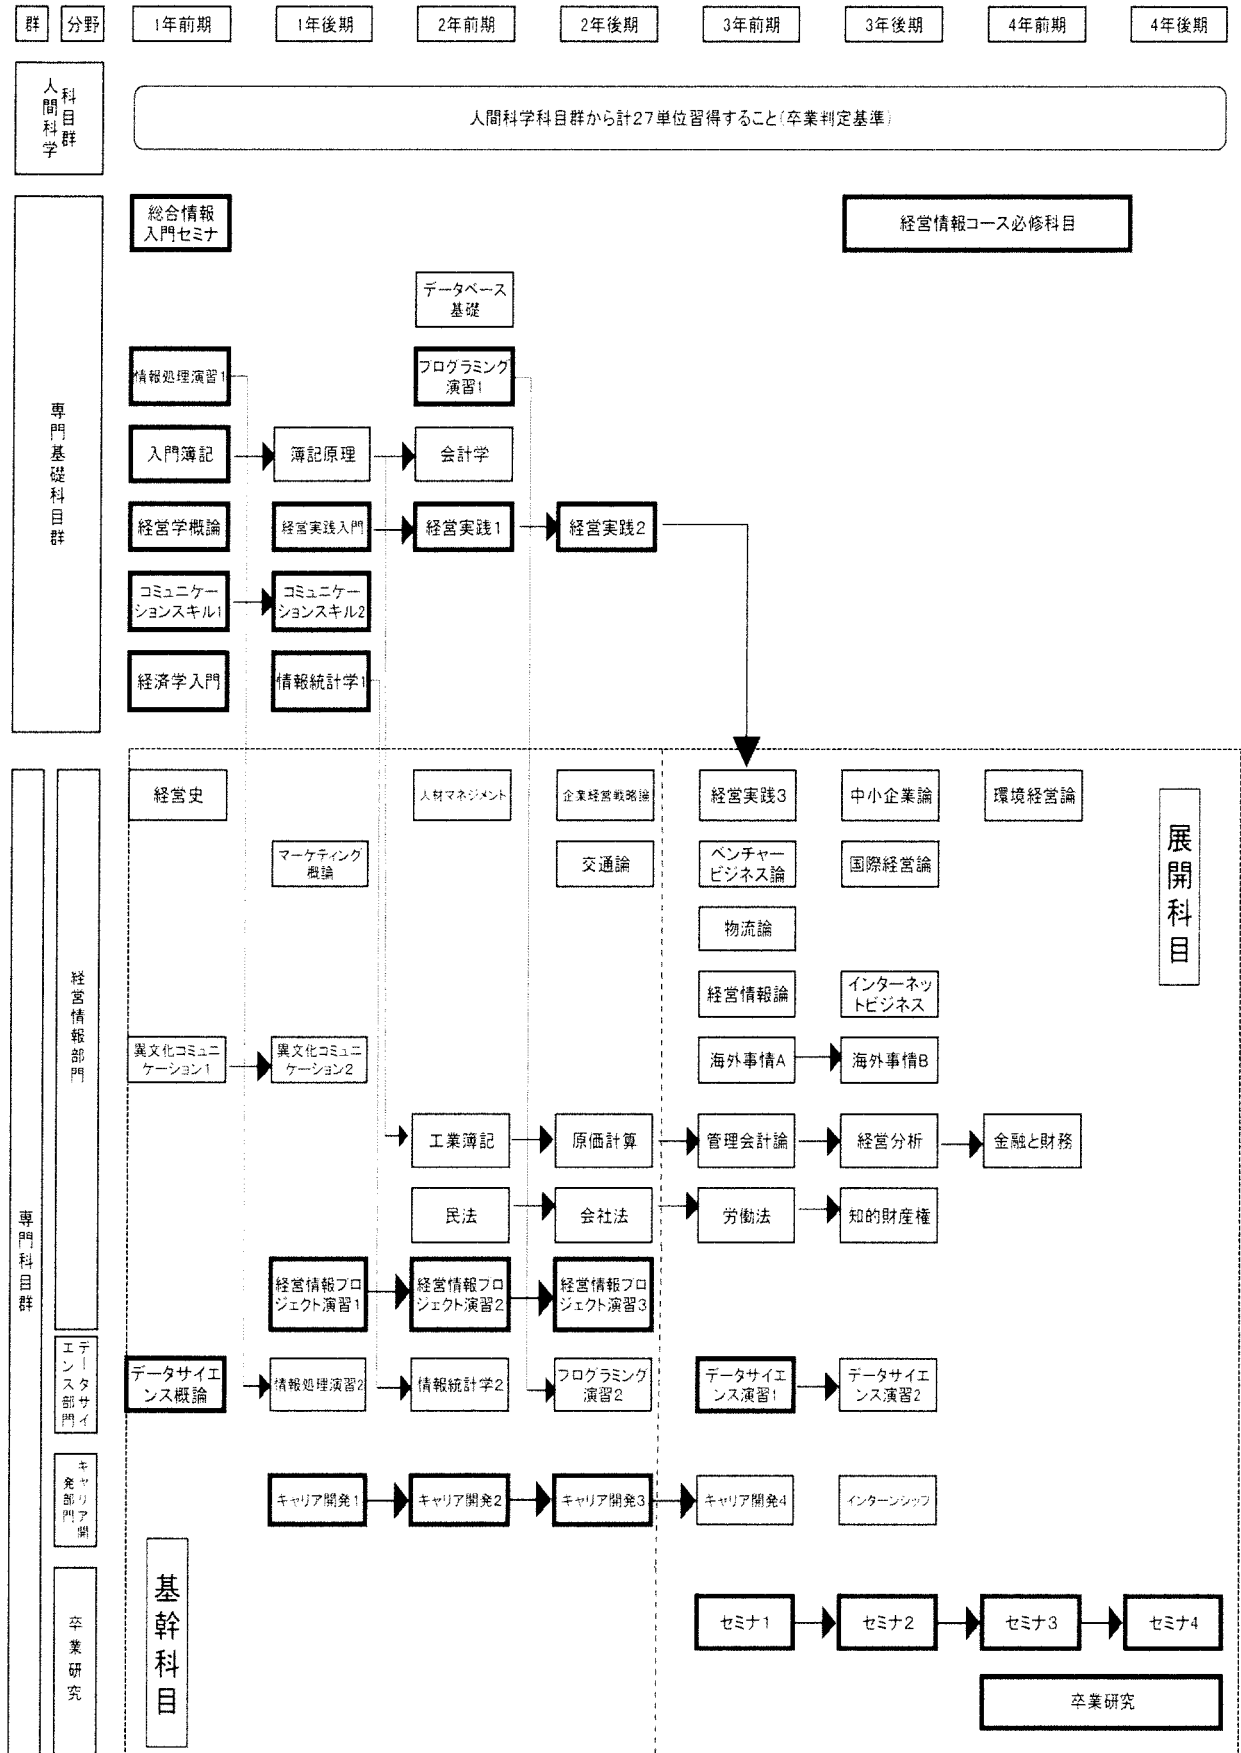 群
分野
1年前期
1年後期
2年前期
2年後期
3年前期
3年後期
4年前期
4年後期
人間科学
科目群
人間科学科目群から計27単位習得すること(卒業判定基準)
専門基礎科目群
総合情報
入門セミナ
経営情報コース必修科目
データベース
基礎
情報処理演習1
プログラミング
演習1
入門簿記
簿記原理
会計学
経営学概論
経営実践入門
経営実践1
経営実践2
コミュニケー
ションスキル1
コミュニケー
ションスキル2
経済学入門
情報統計学1
専門科目群
経営情報部門
経営史
人材マネジメント
企業経営戦略論
経営実践3
中小企業論
環境経営論
展開科目
マーケティング
概論
交通論
ベンチャー
ビジネス論
国際経営論
物流論
経営情報論
インターネッ
トビジネス
異文化コミュニ
ケーション1
異文化コミュニ
ケーション2
海外事情A
海外事情B
工業簿記
原価計算
管理会計論
経営分析
金融と財務
民法
会社法
労働法
知的財産権
経営情報プロ
ジェクト演習1
経営情報プロ
ジェクト演習2
経営情報プロ
ジェクト演習3
データサイ
エンス部門
データサイエ
ンス概論
情報処理演習2
情報統計学2
プログラミング
演習2
データサイエ
ンス演習1
データサイエ
ンス演習2
キャリア開
発部門
キャリア開発1
キャリア開発2
キャリア開発3
キャリア開発4
インターンシップ
基幹科目
卒業研究
セミナ1
セミナ2
セミナ3
セミナ4
卒業研究